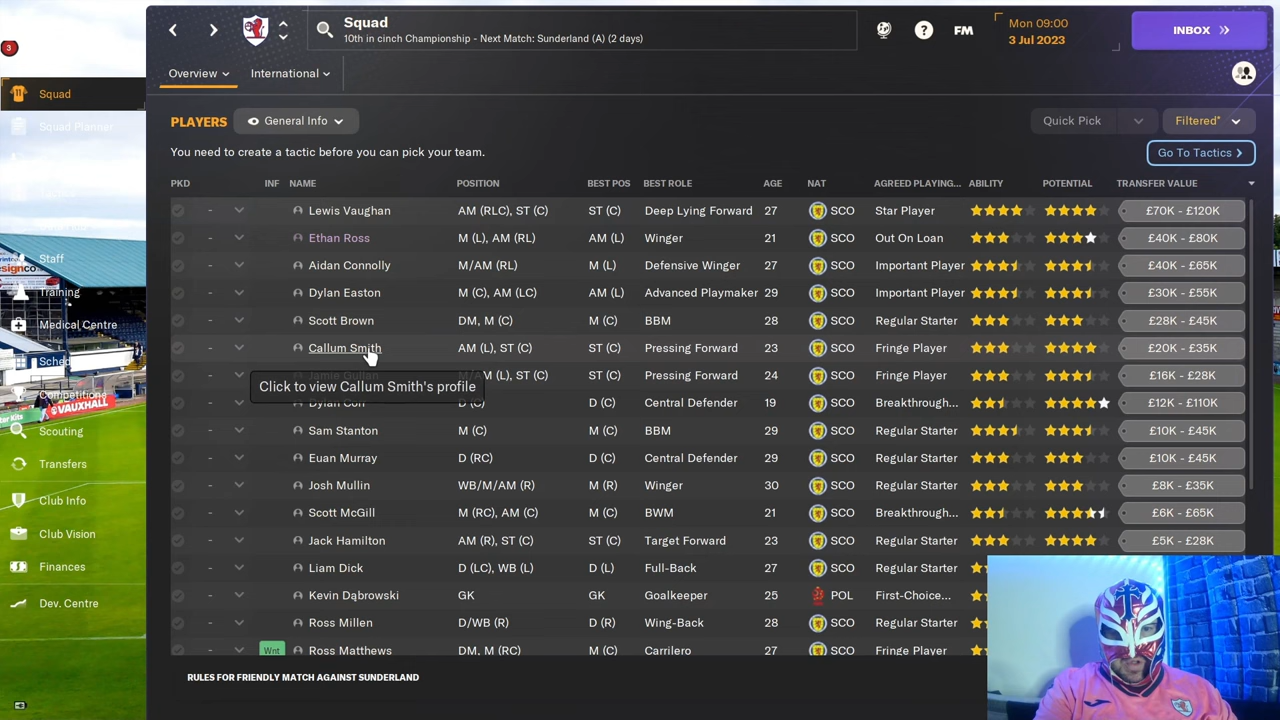 Squad
10th in cinch Championship - Next Match: Sunderland (A) (2 days)
FM
Mon 09:00
3 Jul 2023
INBOX
3
Overview
International
Squad
Squad Planner
Staff
Training
Medical Centre
Sched
Competitions
Scouting
Transfers
Club Info
Club Vision
Finances
Dev. Centre
VAUXHALL
PLAYERS
General Info
Quick Pick
Filtered*
You need to create a tactic before you can pick your team.
Go To Tactics
PKD INF NAME POSITION BEST POS BEST ROLE AGE NAT AGREED PLAYING... ABILITY POTENTIAL TRANSFER VALUE
- Lewis Vaughan AM (RLC), ST (C) ST (C) Deep Lying Forward 27 SCO Star Player £70K - £120K
- Ethan Ross M (L), AM (RL) AM (L) Winger 21 SCO Out On Loan £40K - £80K
- Aidan Connolly M/AM (RL) M (L) Defensive Winger 27 SCO Important Player £40K - £65K
- Dylan Easton M (C), AM (LC) AM (L) Advanced Playmaker 29 SCO Important Player £30K - £55K
- Scott Brown DM, M (C) M (C) BBM 28 SCO Regular Starter £28K - £45K
- Callum Smith AM (L), ST (C) ST (C) Pressing Forward 23 SCO Fringe Player £20K - £35K
- M (L), ST (C) ST (C) Pressing Forward 24 SCO Fringe Player £16K - £28K
Click to view Callum Smith's profile
- D (C) D (C) Central Defender 19 SCO Breakthrough... £12K - £110K
- Sam Stanton M (C) M (C) BBM 29 SCO Regular Starter £10K - £45K
- Euan Murray D (RC) D (C) Central Defender 29 SCO Regular Starter £10K - £45K
- Josh Mullin WB/M/AM (R) M (R) Winger 30 SCO Regular Starter £8K - £35K
- Scott McGill M (RC), AM (C) M (C) BWM 21 SCO Breakthrough... £6K - £65K
- Jack Hamilton AM (R), ST (C) ST (C) Target Forward 23 SCO Regular Starter £5K - £28K
- Liam Dick D (LC), WB (L) D (L) Full-Back 27 SCO Regular Starter
- Kevin Dąbrowski GK GK Goalkeeper 25 POL First-Choice...
- Ross Millen D/WB (R) D (R) Wing-Back 28 SCO Regular Starter
- Wnt Ross Matthews DM, M (RC) M (C) Carrilero 27 SCO Fringe Player
RULES FOR FRIENDLY MATCH AGAINST SUNDERLAND